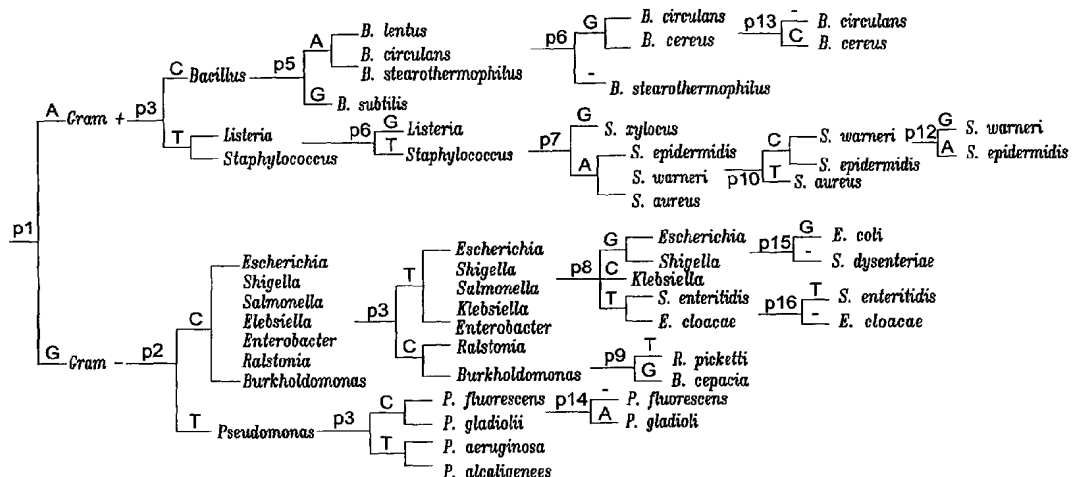 G B. circulans p13 - B. circulans
A B. lentus p6 B. cereus C B. cereus
C Bacillus p5 B. circulans
B. stearothermophilus - B. stearothermophilus
G B. subtilis
A Gram + p3
T Listeria p6 G Listeria p7 G S. xylocus
Staphylococcus T Staphylococcus
A S. epidermidis C S. warneri p12 G S. warneri
S. warneri p10 S. epidermidis A S. epidermidis
S. aureus T S. aureus
p1
Escherichia Escherichia G Escherichia p15 G E. coli
Shigella T Shigella Shigella - S. dysenteriae
Salmonella Salmonella p8 C Klebsiella
C Elebsiella p3 Klebsiella T S. enteritidis p16 T S. enteritidis
Enterobacter Enterobacter E. cloacae - E. cloacae
Ralstonia C Ralstonia p9 T R. picketti
G Gram - p2 Burkholdomonas Burkholdomonas G B. cepacia
T Pseudomonas p3 C P. fluorescens p14 - P. fluorescens
P. gladiolii A P. gladioli
T P. aeruginosa
P. alcaligenees